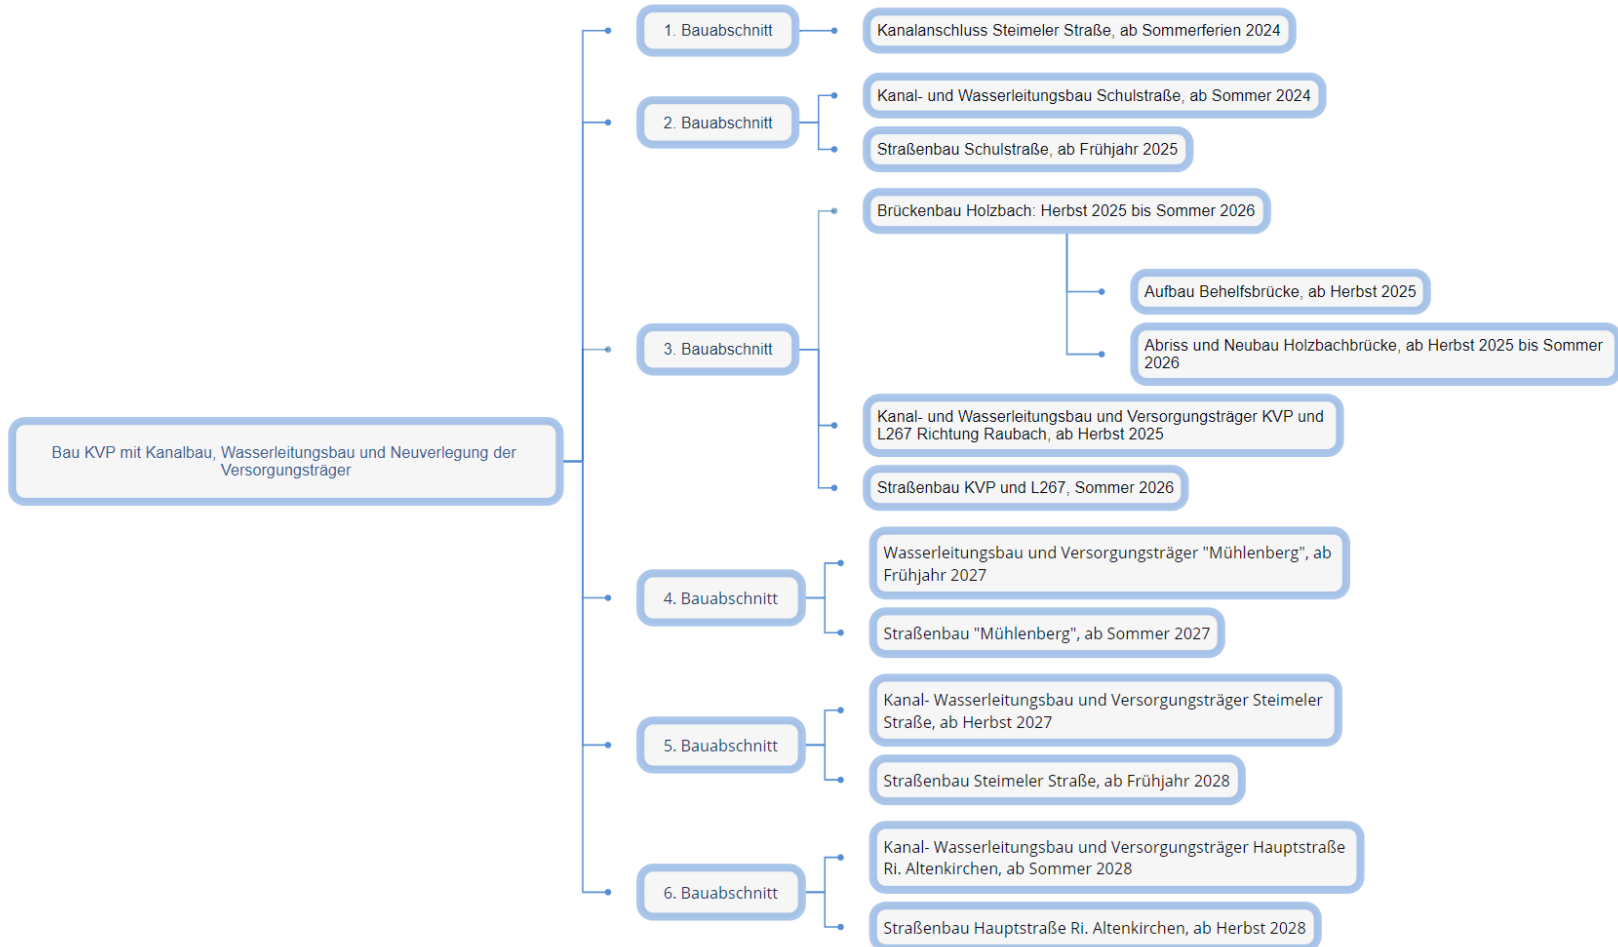 Bau KVP mit Kanalbau, Wasserleitungsbau und Neuverlegung der
Versorgungsträger
1. Bauabschnitt
Kanalanschluss Steimeler Straße, ab Sommerferien 2024
2. Bauabschnitt
Kanal- und Wasserleitungsbau Schulstraße, ab Sommer 2024
Straßenbau Schulstraße, ab Frühjahr 2025
3. Bauabschnitt
Brückenbau Holzbach: Herbst 2025 bis Sommer 2026
Aufbau Behelfsbrücke, ab Herbst 2025
Abriss und Neubau Holzbachbrücke, ab Herbst 2025 bis Sommer
2026
Kanal- und Wasserleitungsbau und Versorgungsträger KVP und
L267 Richtung Raubach, ab Herbst 2025
Straßenbau KVP und L267, Sommer 2026
4. Bauabschnitt
Wasserleitungsbau und Versorgungsträger "Mühlenberg", ab
Frühjahr 2027
Straßenbau "Mühlenberg", ab Sommer 2027
5. Bauabschnitt
Kanal- Wasserleitungsbau und Versorgungsträger Steimeler
Straße, ab Herbst 2027
Straßenbau Steimeler Straße, ab Frühjahr 2028
6. Bauabschnitt
Kanal- Wasserleitungsbau und Versorgungsträger Hauptstraße
Ri. Altenkirchen, ab Sommer 2028
Straßenbau Hauptstraße Ri. Altenkirchen, ab Herbst 2028